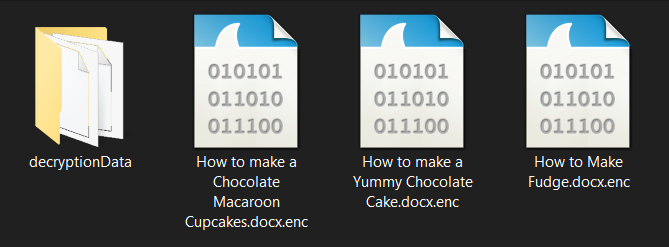 010101
011010
011100
010101
011010
011100
010101
011010
011100
decryptionData
How to make a
Chocolate
Macaroon
Cupcakes.docx.enc
How to make a
Yummy Chocolate
Cake.docx.enc
How to Make
Fudge.docx.enc